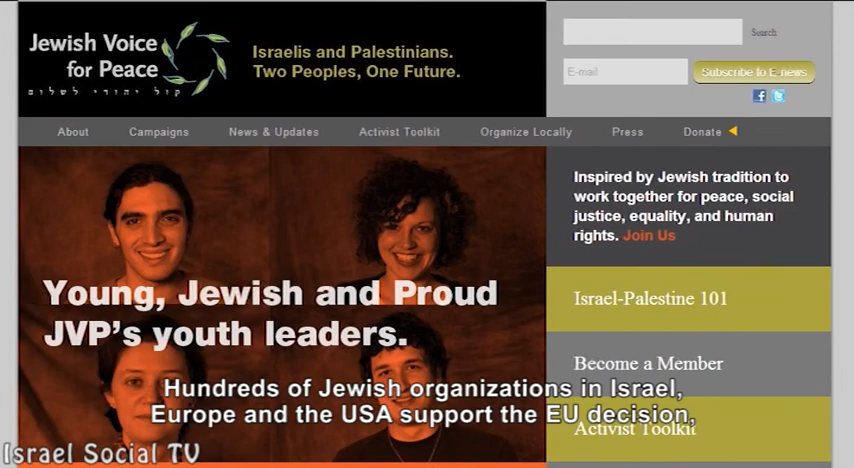 Jewish Voice
for Peace
קול יהודי לשלום
Israelis and Palestinians.
Two Peoples, One Future.
Search
E-mail
Subscribe to E-news
About
Campaigns
News & Updates
Activist Toolkit
Organize Locally
Press
Donate
Inspired by Jewish tradition to
work together for peace, social
justice, equality, and human
rights. Join Us
Young, Jewish and Proud
JVP's youth leaders.
Israel-Palestine 101
Become a Member
Activist Toolkit
Hundreds of Jewish organizations in Israel,
Europe and the USA support the EU decision,
Israel Social TV